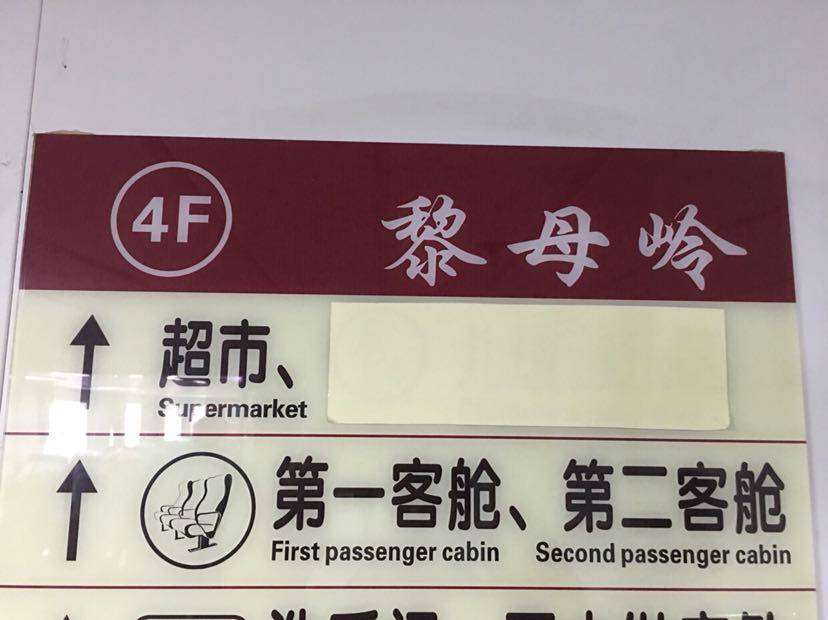 4F 黎母岭
超市、
Supermarket
第一客舱、第二客舱
First passenger cabin Second passenger cabin